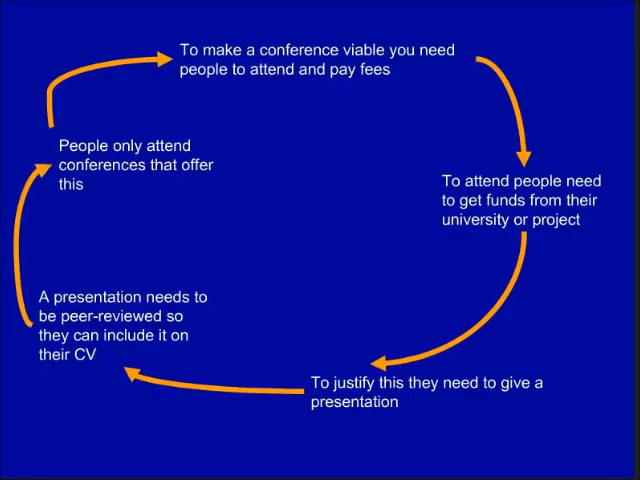 To make a conference viable you need
people to attend and pay fees
To attend people need
to get funds from their
university or project
To justify this they need to give a
presentation
A presentation needs to
be peer-reviewed so
they can include it on
their CV
People only attend
conferences that offer
this